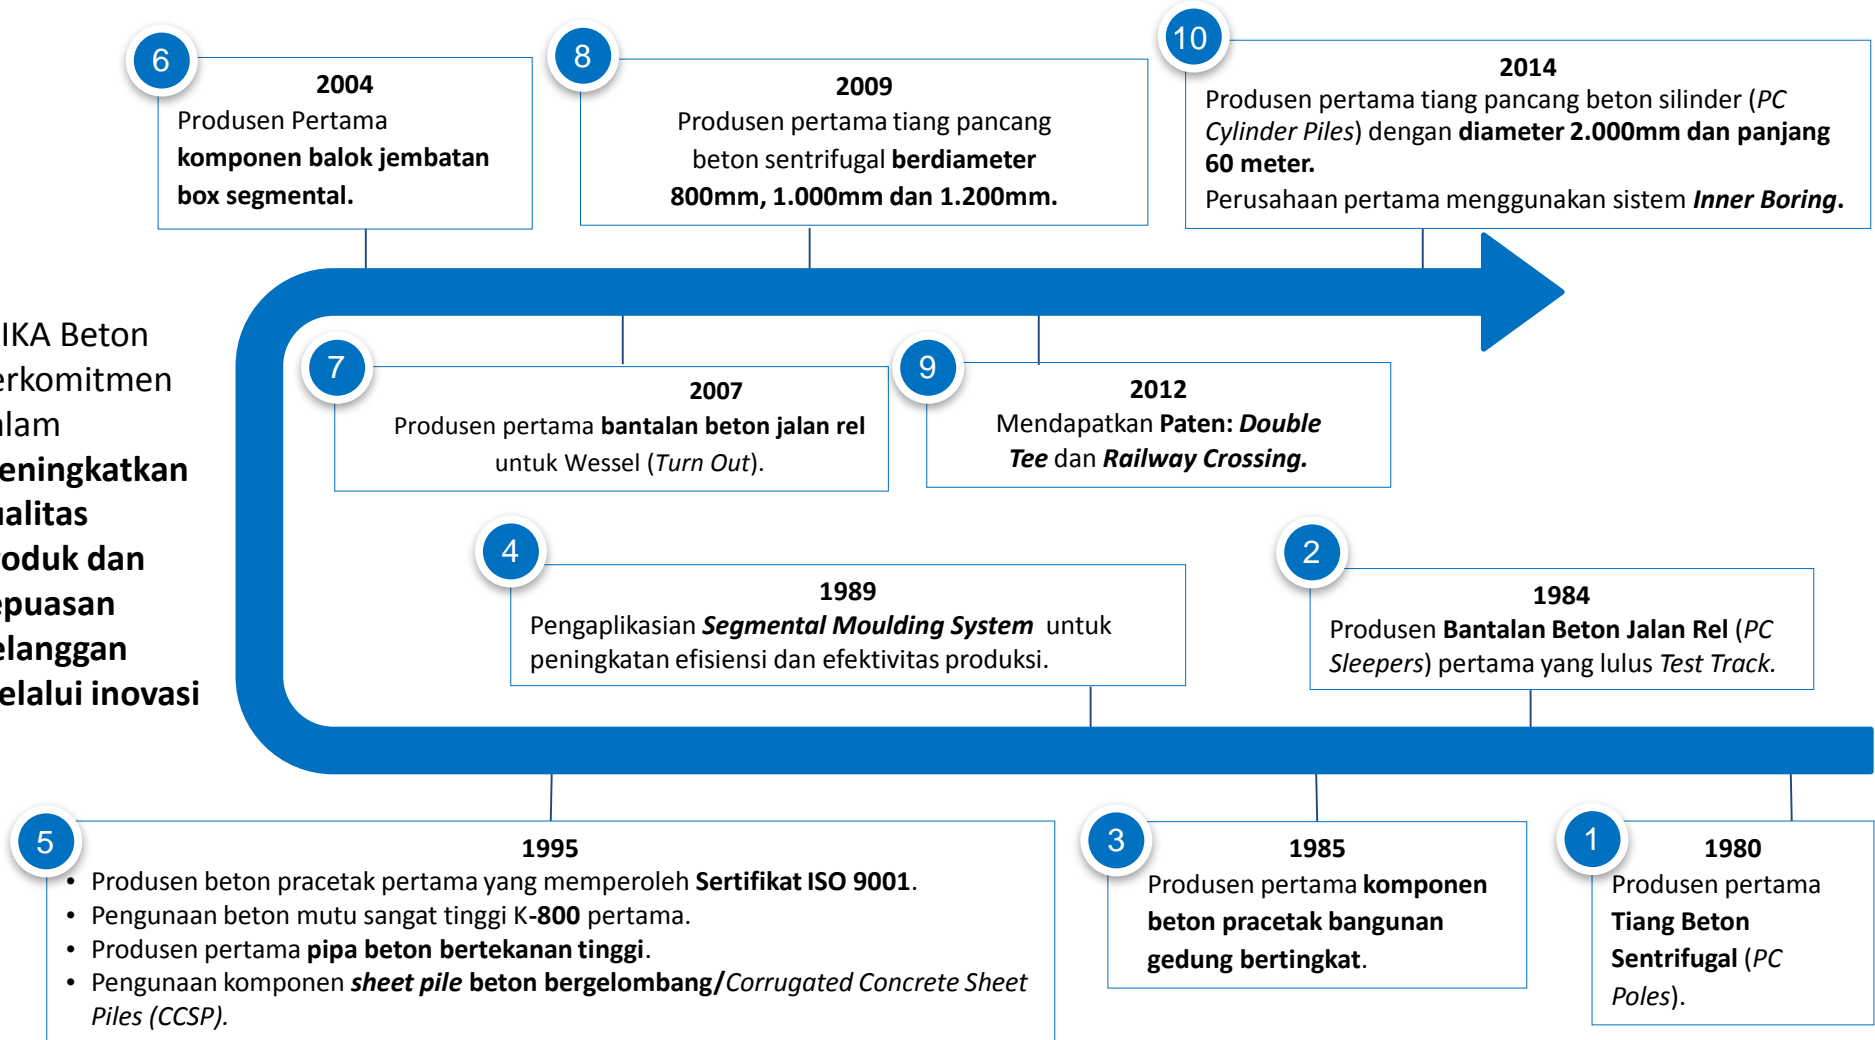 6
2004
Produsen Pertama
komponen balok jembatan
box segmental.
8
2009
Produsen pertama tiang pancang
beton sentrifugal berdiameter
800mm, 1.000mm dan 1.200mm.
10
2014
Produsen pertama tiang pancang beton silinder (PC
Cylinder Piles) dengan diameter 2.000mm dan panjang
60 meter.
Perusahaan pertama menggunakan sistem Inner Boring.
IKA Beton
erkomitmen
alam
eningkatkan
ualitas
roduk dan
epuasan
elanggan
elalui inovasi
7
2007
Produsen pertama bantalan beton jalan rel
untuk Wessel (Turn Out).
9
2012
Mendapatkan Paten: Double
Tee dan Railway Crossing.
4
1989
Pengaplikasian Segmental Moulding System untuk
peningkatan efisiensi dan efektivitas produksi.
2
1984
Produsen Bantalan Beton Jalan Rel (PC
Sleepers) pertama yang lulus Test Track.
5
1995
• Produsen beton pracetak pertama yang memperoleh Sertifikat ISO 9001.
• Pengunaan beton mutu sangat tinggi K-800 pertama.
• Produsen pertama pipa beton bertekanan tinggi.
• Pengunaan komponen sheet pile beton bergelombang/Corrugated Concrete Sheet
Piles (CCSP).
3
1985
Produsen pertama komponen
beton pracetak bangunan
gedung bertingkat.
1
1980
Produsen pertama
Tiang Beton
Sentrifugal (PC
Poles).